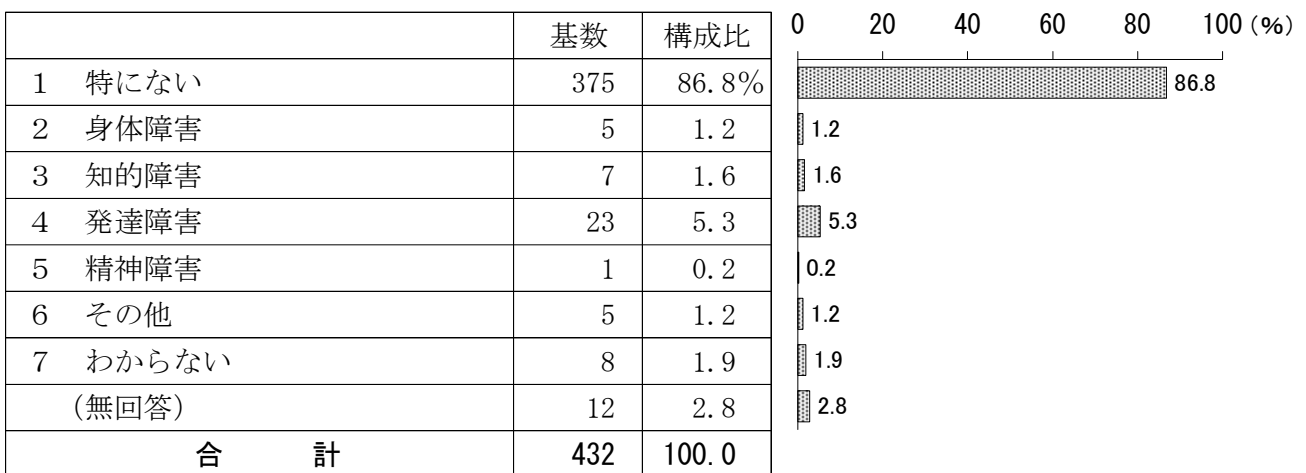 基数 構成比
1 特にない 375 86.8%
2 身体障害 5 1.2
3 知的障害 7 1.6
4 発達障害 23 5.3
5 精神障害 1 0.2
6 その他 5 1.2
7 わからない 8 1.9
(無回答) 12 2.8
合 計 432 100.0
0 20 40 60 80 100 (%)
86.8
1.2
1.6
5.3
0.2
1.2
1.9
2.8